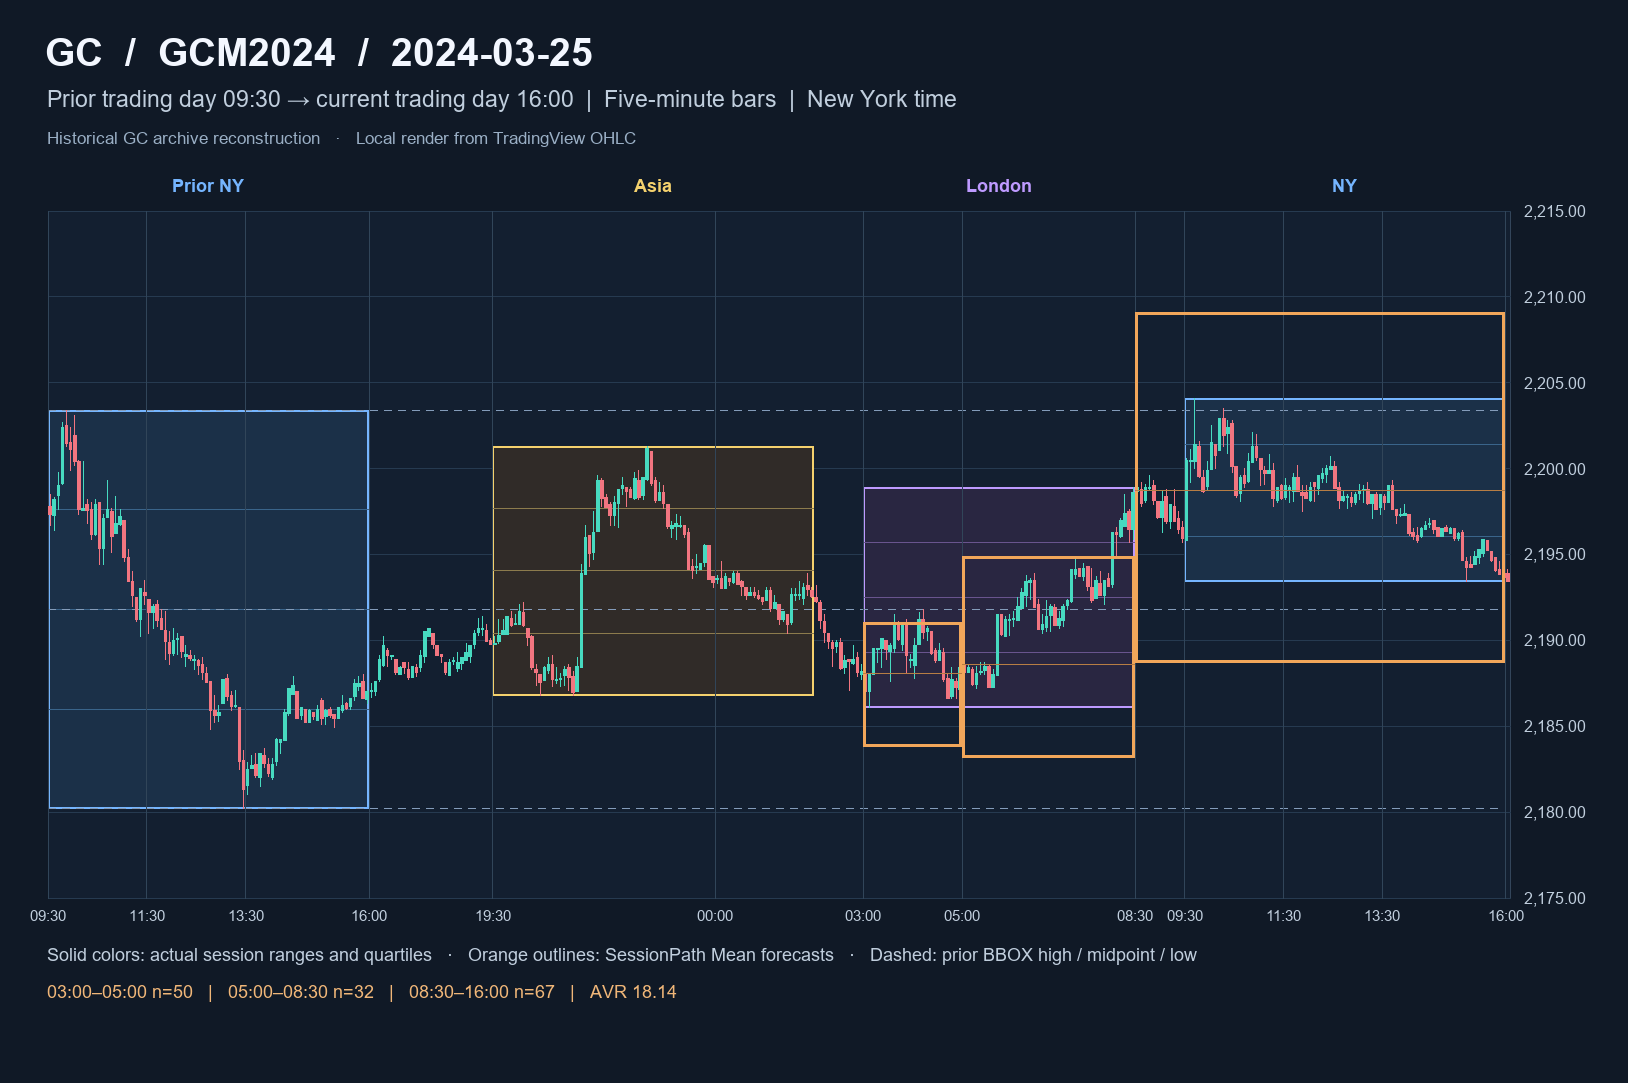 GC / GCM2024 / 2024-03-25
Prior trading day 09:30 → current trading day 16:00 | Five-minute bars | New York time
Historical GC archive reconstruction · Local render from TradingView OHLC
Prior NY Asia London NY
2,215.00
2,210.00
2,205.00
2,200.00
2,195.00
2,190.00
2,185.00
2,180.00
2,175.00
09:30 11:30 13:30 16:00 19:30 00:00 03:00 05:00 08:30 09:30 11:30 13:30 16:00
Solid colors: actual session ranges and quartiles · Orange outlines: SessionPath Mean forecasts · Dashed: prior BBOX high / midpoint / low
03:00–05:00 n=50 | 05:00–08:30 n=32 | 08:30–16:00 n=67 | AVR 18.14